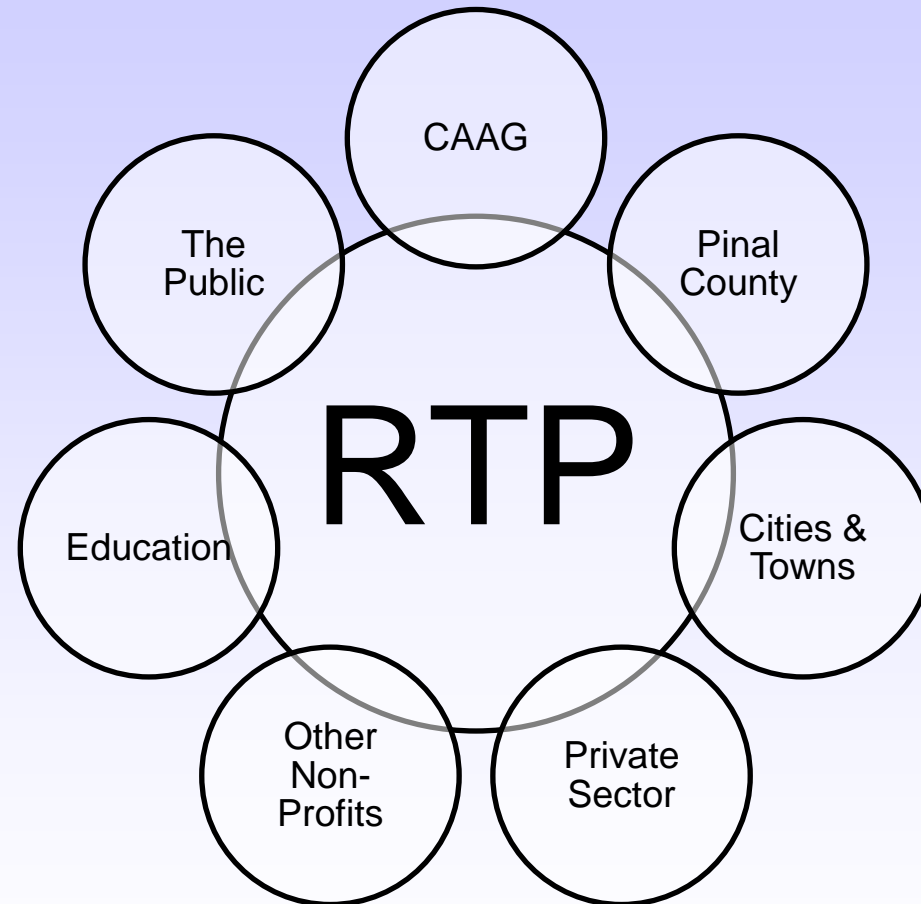 CAAG
The
Public
Pinal
County
RTP
Education
Cities &
Towns
Other
Non-
Profits
Private
Sector